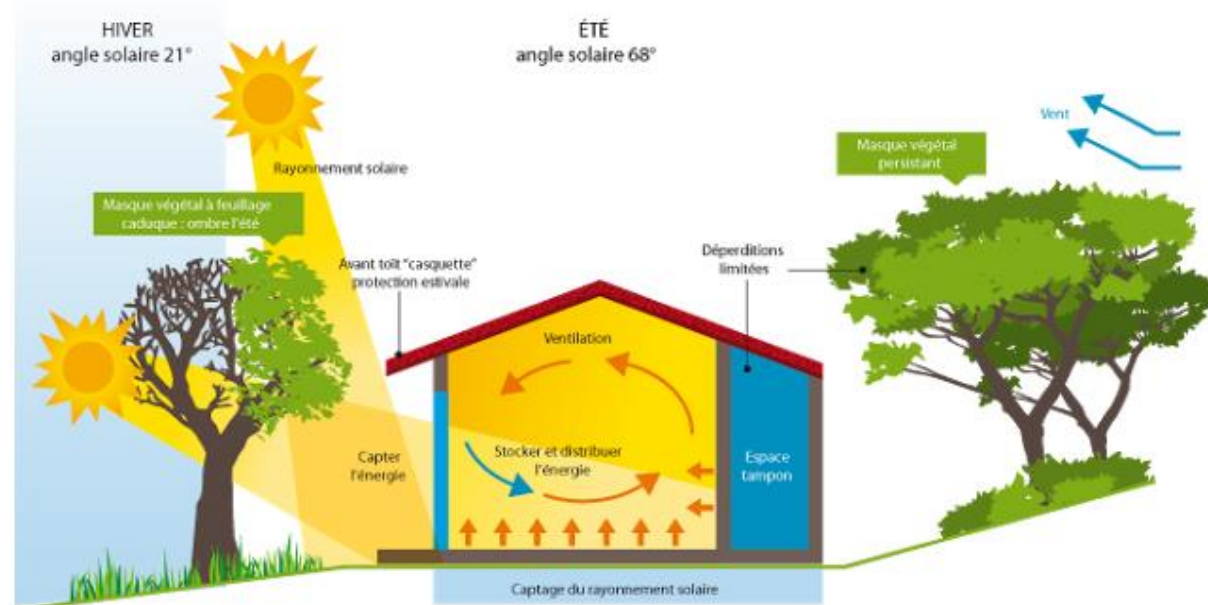 HIVER
angle solaire 21°
ÉTÉ
angle solaire 68°
Vent
Masque végétal
persistant
Rayonnement solaire
Masque végétal à feuillage
caduque : ombre l'été
Avant toît "casquette"
protection estivale
Déperditions
limitées
Ventilation
Capter
l'énergie
Stocker et distribuer
l'énergie
Espace
tampon
Captage du rayonnement solaire